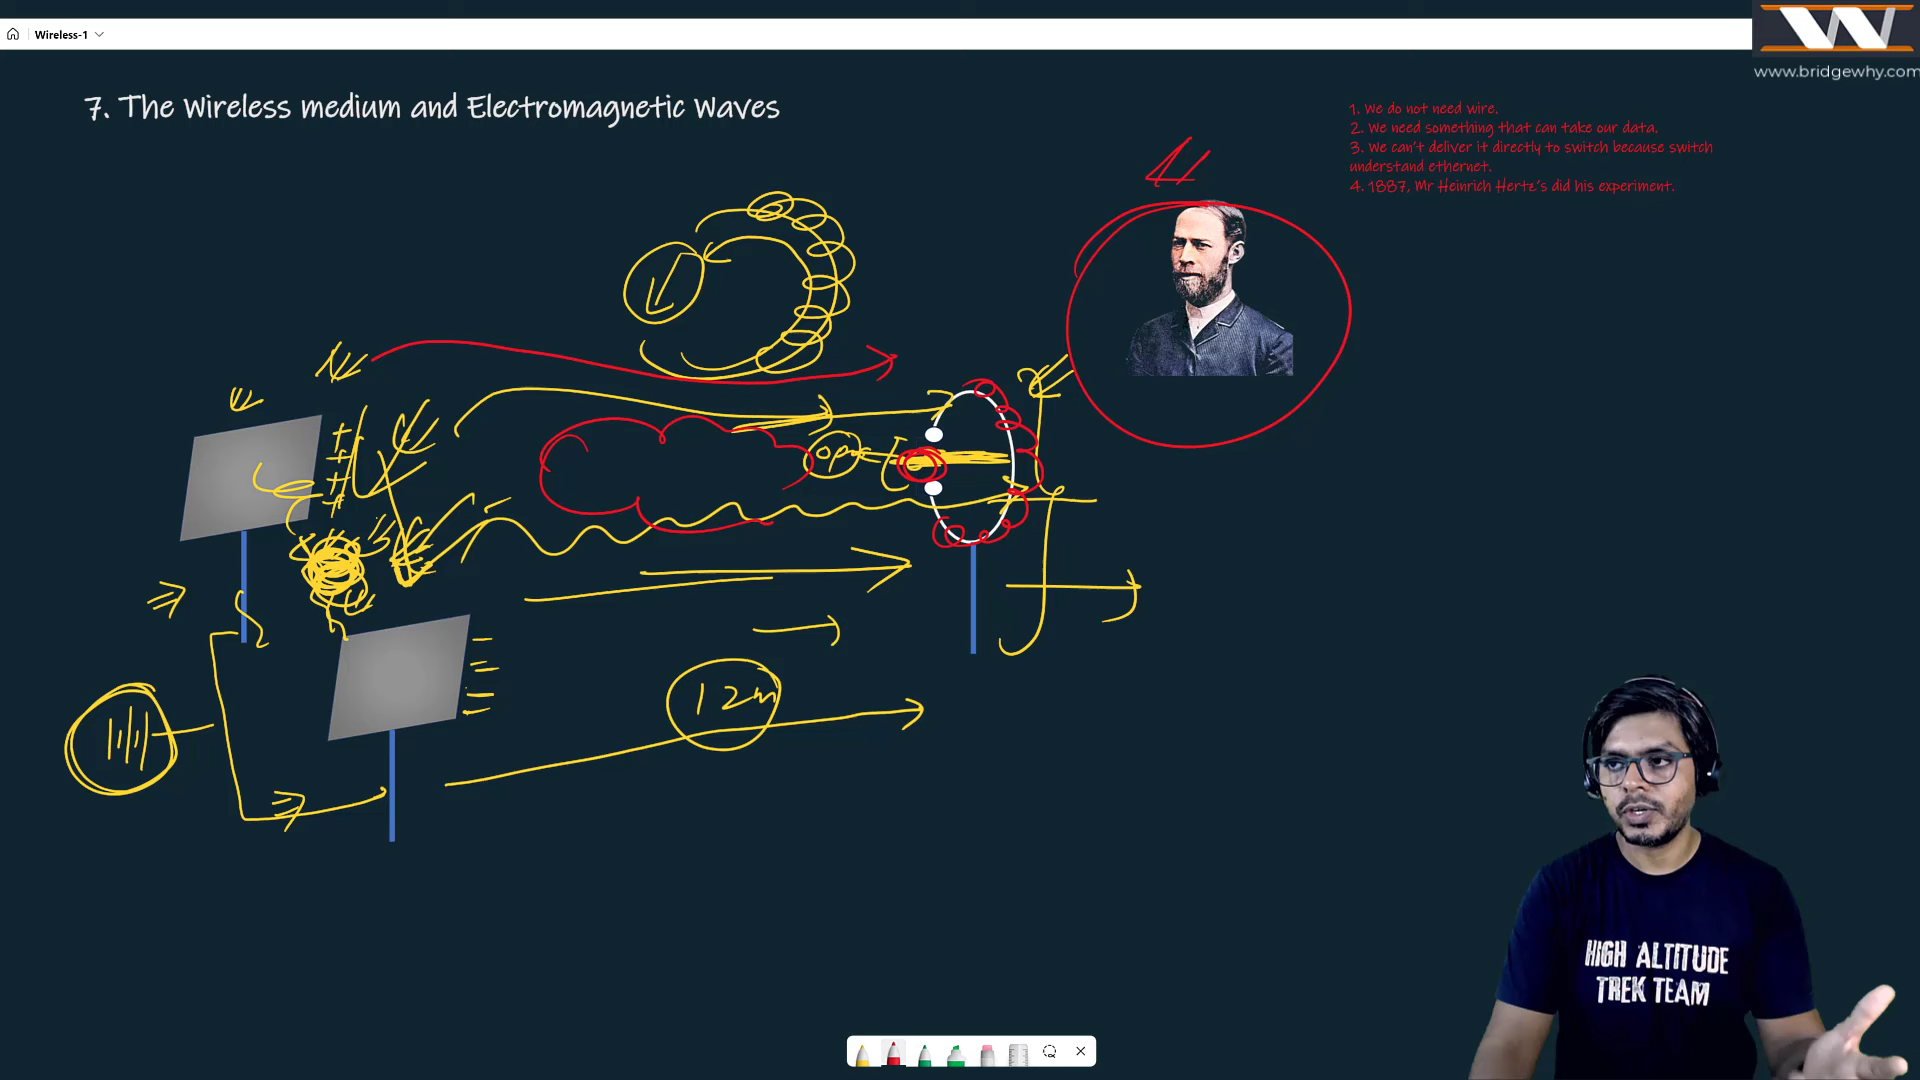 Wireless-1
www.bridgewhy.com
7. The Wireless medium and Electromagnetic Waves
1. We do not need wire.
2. We need something that can take our data.
3. We can't deliver it directly to switch because switch
understand ethernet.
4. 1887, Mr Heinrich Hertz's did his experiment.
12m
HIGH ALTITUDE
TREK TEAM